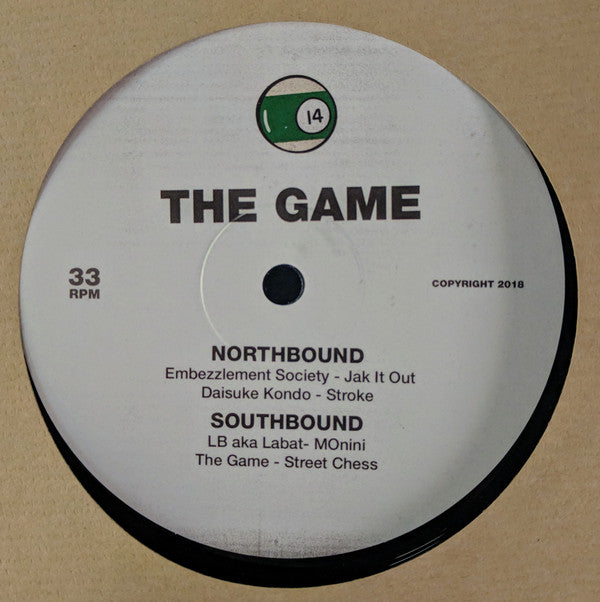 14
THE GAME
33
RPM
COPYRIGHT 2018
NORTHBOUND
Embezzlement Society - Jak It Out
Daisuke Kondo - Stroke
SOUTHBOUND
LB aka Labat- MOnini
The Game - Street Chess